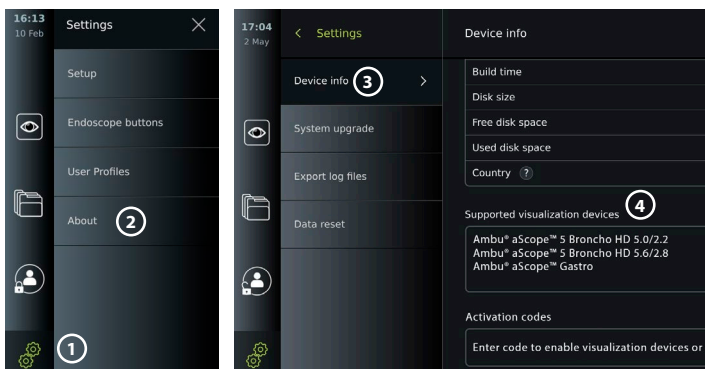 16:13
10 Feb
Settings
Setup
Endoscope buttons
User Profiles
About
2
1
17:04
2 May
Settings
Device info
3
System upgrade
Export log files
Data reset
Device info
Build time
Disk size
Free disk space
Used disk space
Country ?
Supported visualization devices
4
Ambu® aScope™ 5 Broncho HD 5.0/2.2
Ambu® aScope™ 5 Broncho HD 5.6/2.8
Ambu® aScope™ Gastro
Activation codes
Enter code to enable visualization devices or